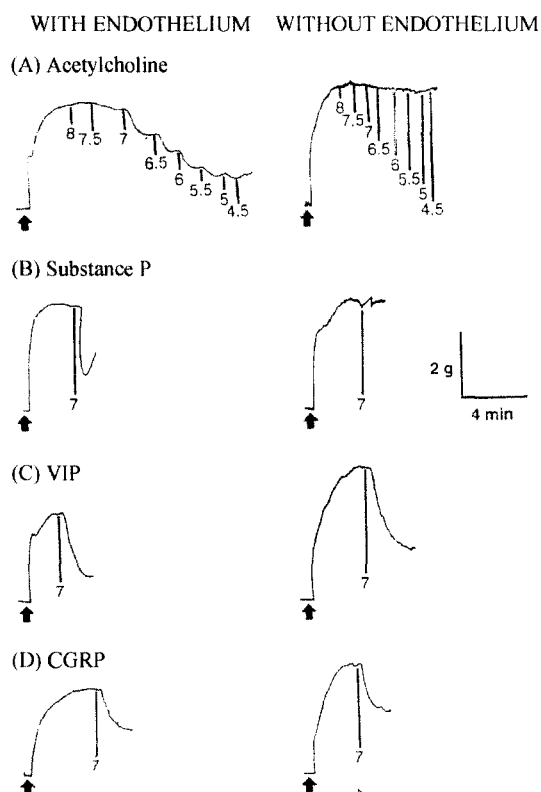 WITH ENDOTHELIUM WITHOUT ENDOTHELIUM
(A) Acetylcholine
8 7.5 7 6.5 6 5.5 5 4.5
8 7.5 7 6.5 6 5.5 5 4.5
(B) Substance P
7
7
2 g
4 min
(C) VIP
7
7
(D) CGRP
7
7